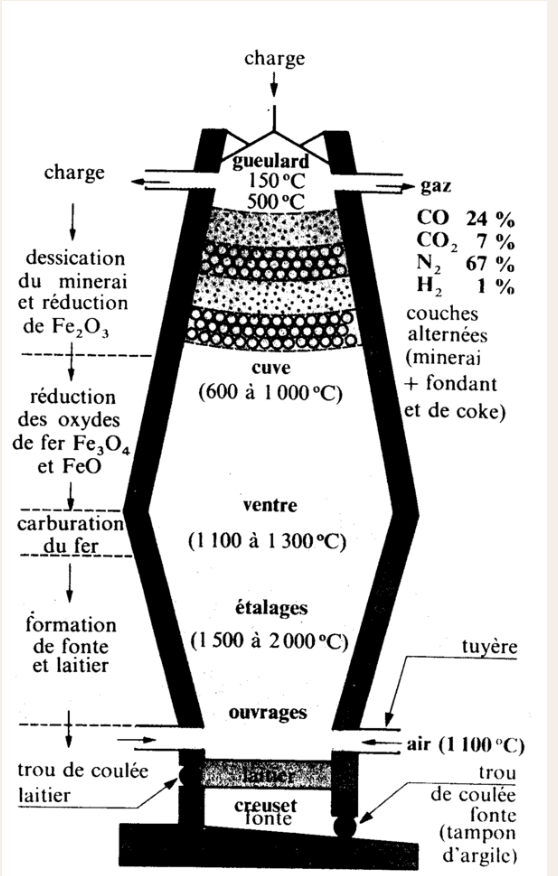 charge
gueulard
150°C
500°C
charge
gaz
CO 24 %
CO₂ 7 %
N₂ 67 %
H₂ 1 %
couches
alternées
(minerai
+ fondant
et de coke)
dessication
du minerai
et réduction
de Fe₂O₃
cuve
(600 à 1 000 °C)
réduction
des oxydes
de fer Fe₃O₄
et FeO
ventre
(1 100 à 1 300 °C)
carburation
du fer
étalages
(1 500 à 2 000 °C)
formation
de fonte
et laitier
tuyère
ouvrages
air (1 100 °C)
trou de coulée
laitier
laitier
creuset
fonte
trou
de coulée
fonte
(tampon
d'argile)